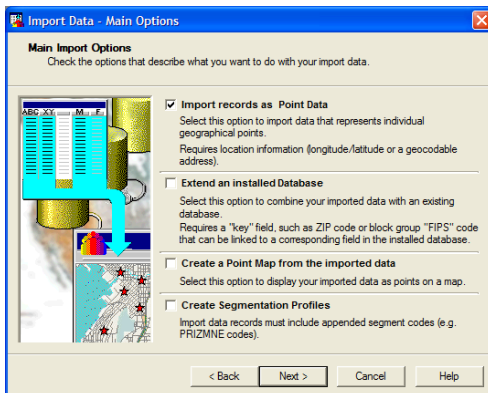 Import Data - Main Options
Main Import Options
Check the options that describe what you want to do with your import data.
ABC XY M F
Import records as Point Data
Select this option to import data that represents individual
geographical points.
Requires location information (longitude/latitude or a geocodable
address).
Extend an installed Database
Select this option to combine your imported data with an existing
database.
Requires a "key" field, such as ZIP code or block group "FIPS" code
that can be linked to a corresponding field in the installed database.
Create a Point Map from the imported data
Select this option to display your imported data as points on a map.
Create Segmentation Profiles
Import data records must include appended segment codes (e.g.
PRIZMNE codes).
< Back Next > Cancel Help